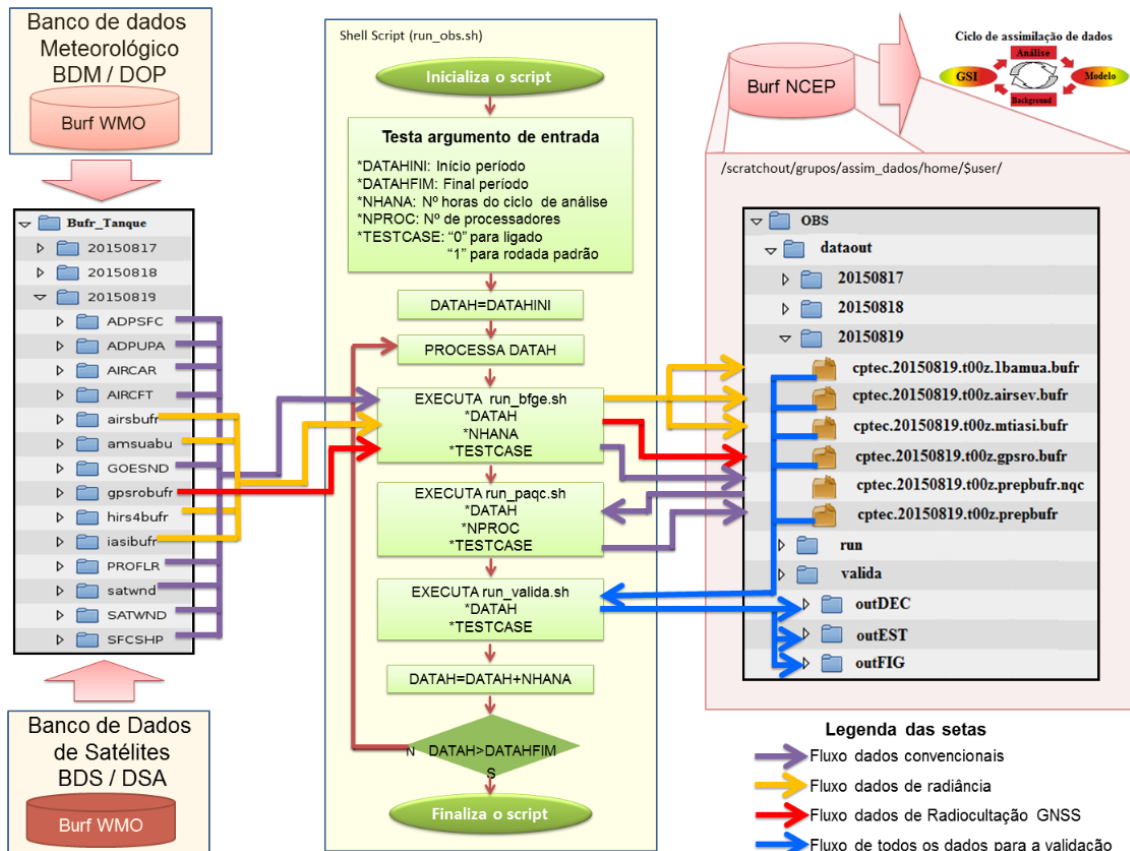 Banco de dados
Meteorológico
BDM / DOP
Burf WMO
Bufr_Tanque
20150817
20150818
20150819
ADPSFC
ADPUPA
AIRCAR
AIRCFT
airsbufr
amsuabu
GOESND
gpsrobufr
hirs4bufr
iasibufr
PROFLR
satwnd
SATWND
SFCSHP
Banco de Dados
de Satélites
BDS / DSA
Burf WMO
Shell Script (run_obs.sh)
Inicializa o script
Testa argumento de entrada
*DATAHINI: Início período
*DATAHFIM: Final período
*NHANA: Nº horas do ciclo de análise
*NPROC: Nº de processadores
*TESTCASE: “0” para ligado
“1” para rodada padrão
DATAH=DATAHINI
PROCESSA DATAH
EXECUTA run_bfge.sh
*DATAH
*NHANA
*TESTCASE
EXECUTA run_paqc.sh
*DATAH
*NPROC
*TESTCASE
EXECUTA run_valida.sh
*DATAH
*TESTCASE
DATAH=DATAH+NHANA
N DATAH>DATAHFIM
S
Finaliza o script
Burf NCEP
Ciclo de assimilação de dados
Análise
GSI
Modelo
Background
/scratchout/grupos/assim_dados/home/$user/
OBS
dataout
20150817
20150818
20150819
cptec.20150819.t00z.1bamua.bufr
cptec.20150819.t00z.airsev.bufr
cptec.20150819.t00z.mtiasi.bufr
cptec.20150819.t00z.gpsro.bufr
cptec.20150819.t00z.prepbufr.nqc
cptec.20150819.t00z.prepbufr
run
valida
outDEC
outEST
outFIG
Legenda das setas
Fluxo dados convencionais
Fluxo dados de radiância
Fluxo dados de Radiocultação GNSS
Fluxo de todos os dados para a validação